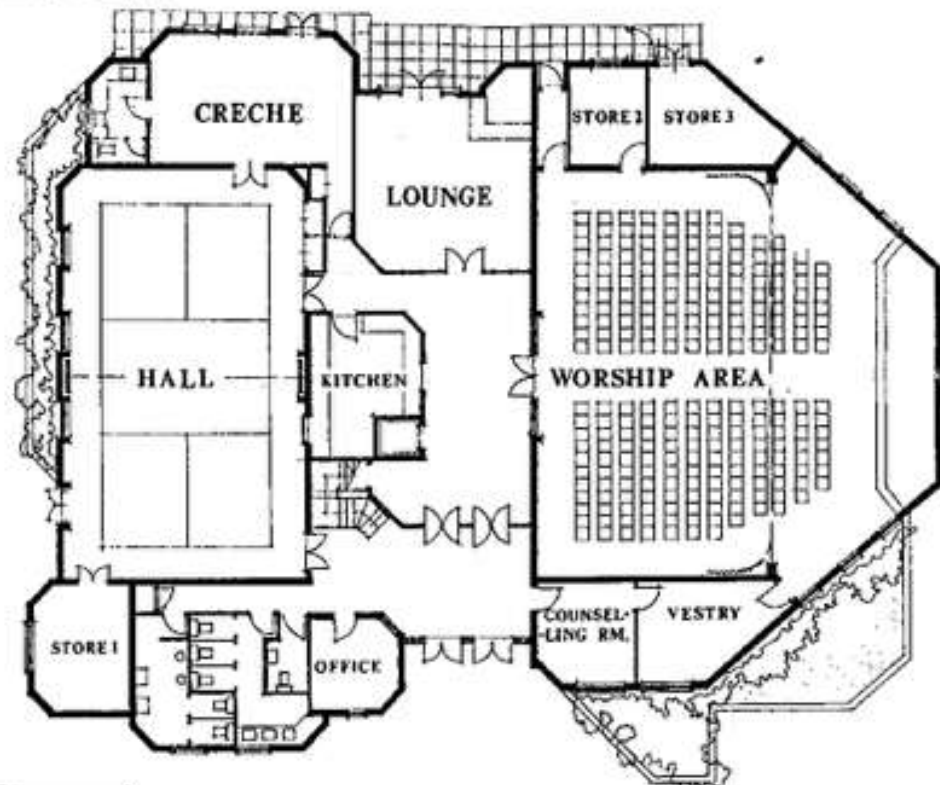 CRECHE
STORE 2
STORE 3
LOUNGE
HALL
KITCHEN
WORSHIP AREA
STORE 1
OFFICE
COUNSEL-
-LING RM.
VESTRY